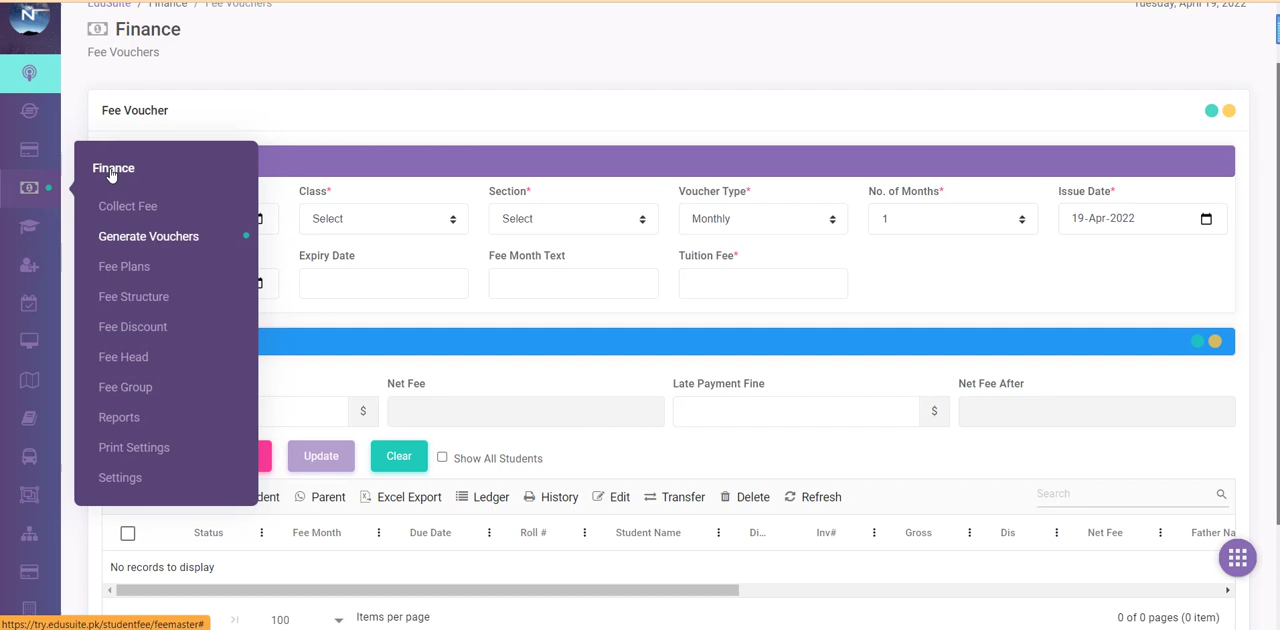 EduSuite / Finance / Fee Vouchers
Tuesday, April 19, 2022
N
Finance
Fee Vouchers
Fee Voucher
Finance
Collect Fee
Generate Vouchers
Fee Plans
Fee Structure
Fee Discount
Fee Head
Fee Group
Reports
Print Settings
Settings
Class* Section* Voucher Type* No. of Months* Issue Date*
Select Select Monthly 1 19-Apr-2022
Expiry Date Fee Month Text Tuition Fee*
Net Fee Late Payment Fine Net Fee After
$ $
Update Clear Show All Students
dent Parent Excel Export Ledger History Edit Transfer Delete Refresh Search
Status Fee Month Due Date Roll # Student Name Di... Inv# Gross Dis Net Fee Father Na
No records to display
100 Items per page 0 of 0 pages (0 item)
https://try.edusuite.pk/studentfee/feemaster#